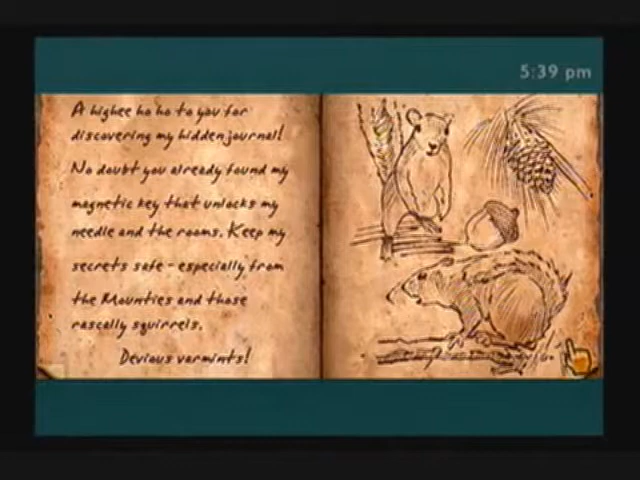 5:39 pm
A highee ho ho to you for
discovering my hidden journal!
No doubt you already found my
magnetic key that unlocks my
needle and the rooms. Keep my
secrets safe - especially from
the Mounties and those
rascally squirrels.
Devious varmints!